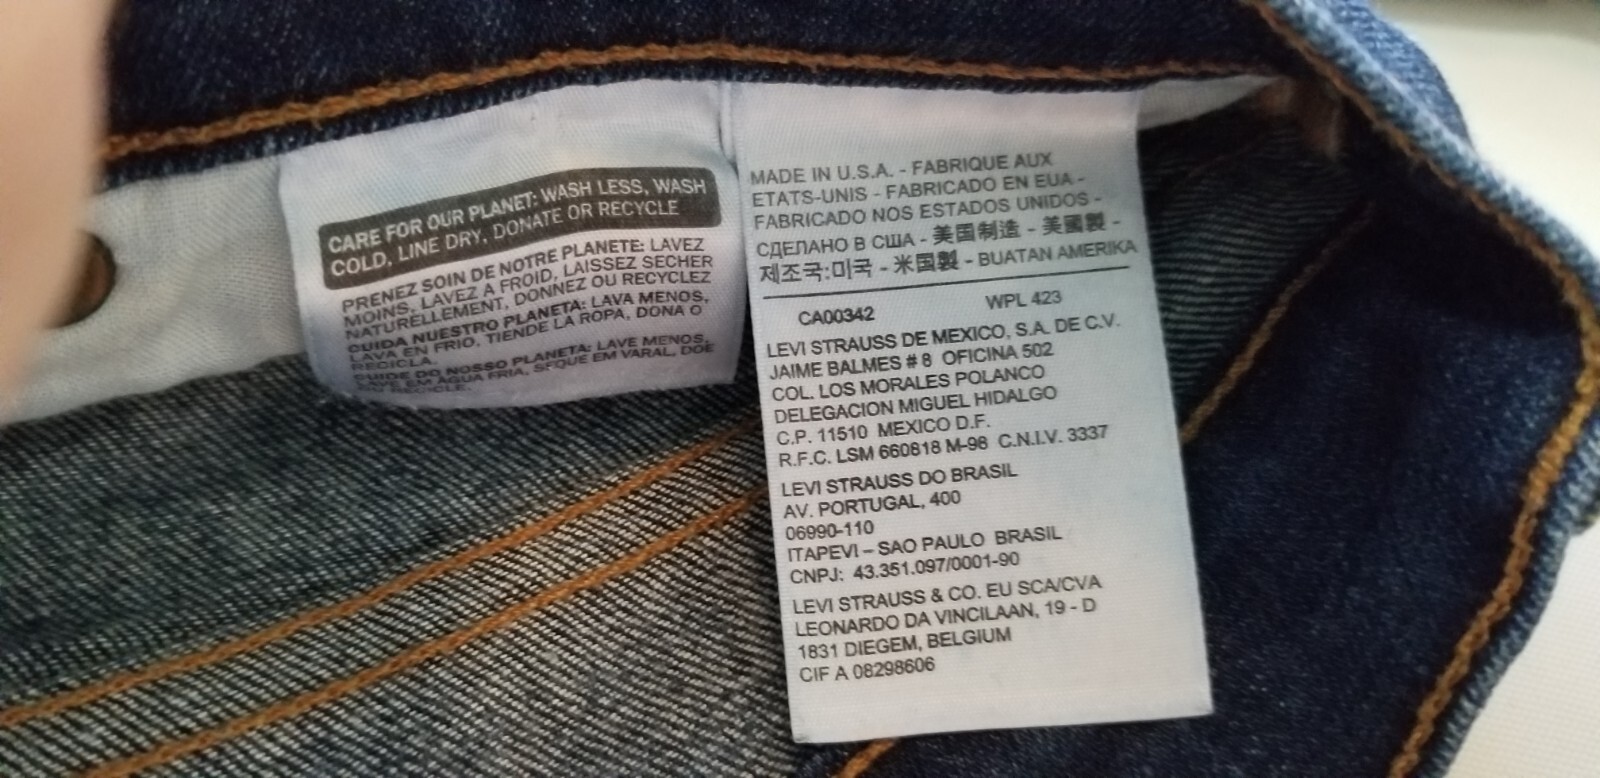 CARE FOR OUR PLANET: WASH LESS, WASH
COLD, LINE DRY, DONATE OR RECYCLE
PRENEZ SOIN DE NOTRE PLANETE: LAVEZ
MOINS, LAVEZ A FROID, LAISSEZ SECHER
NATURELLEMENT, DONNEZ OU RECYCLEZ
CUIDA NUESTRO PLANETA: LAVA MENOS,
LAVA EN FRIO, TIENDE LA ROPA, DONA O
RECICLA.
CUIDE DO NOSSO PLANETA: LAVE MENOS,
LAVE EM AGUA FRIA, SEQUE EM VARAL, DOE
OU RECICLE.
MADE IN U.S.A. - FABRIQUE AUX
ETATS-UNIS - FABRICADO EN EUA -
FABRICADO NOS ESTADOS UNIDOS -
СДЕЛАНО В США - 美国制造 - 美國製 -
제조국:미국 - 米国製 - BUATAN AMERIKA
CA00342 WPL 423
LEVI STRAUSS DE MEXICO, S.A. DE C.V.
JAIME BALMES # 8 OFICINA 502
COL. LOS MORALES POLANCO
DELEGACION MIGUEL HIDALGO
C.P. 11510 MEXICO D.F.
R.F.C. LSM 660818 M-98 C.N.I.V. 3337
LEVI STRAUSS DO BRASIL
AV. PORTUGAL, 400
06990-110
ITAPEVI – SAO PAULO BRASIL
CNPJ: 43.351.097/0001-90
LEVI STRAUSS & CO. EU SCA/CVA
LEONARDO DA VINCILAAN, 19 - D
1831 DIEGEM, BELGIUM
CIF A 08298606